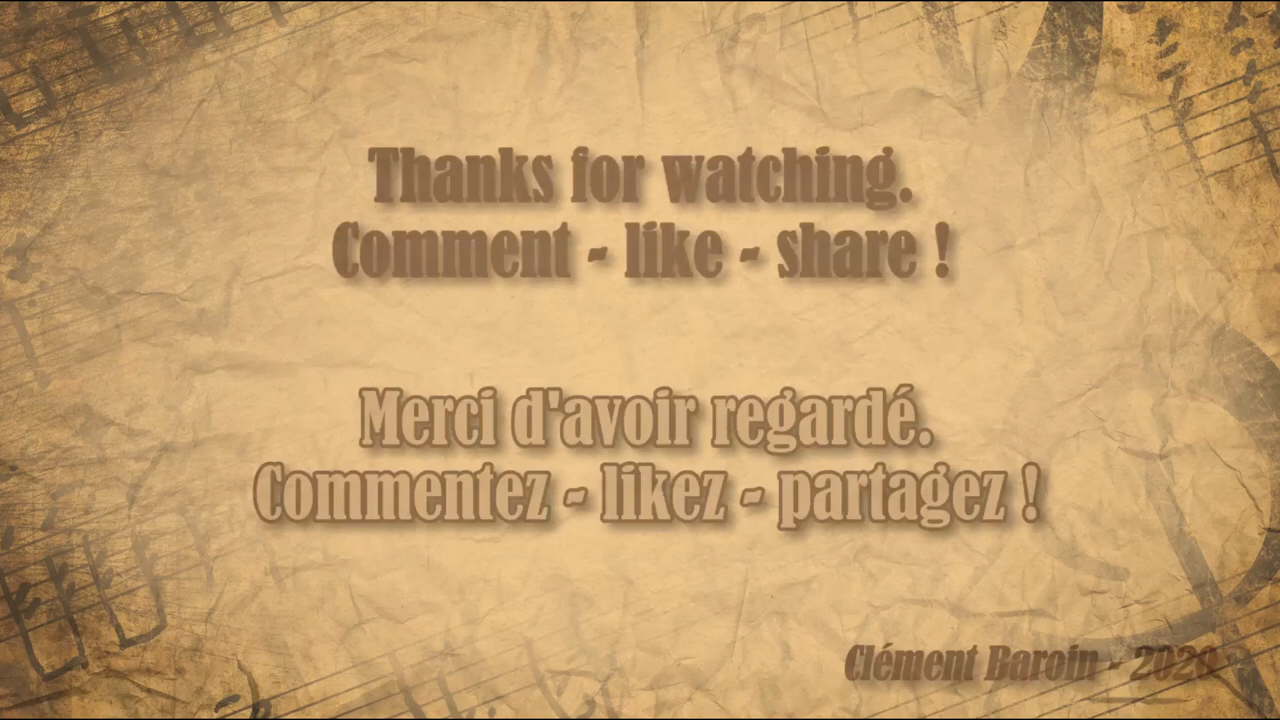 Thanks for watching.
Comment - like - share !
Merci d'avoir regardé.
Commentez - likez - partagez !
Clément Baroin - 2020